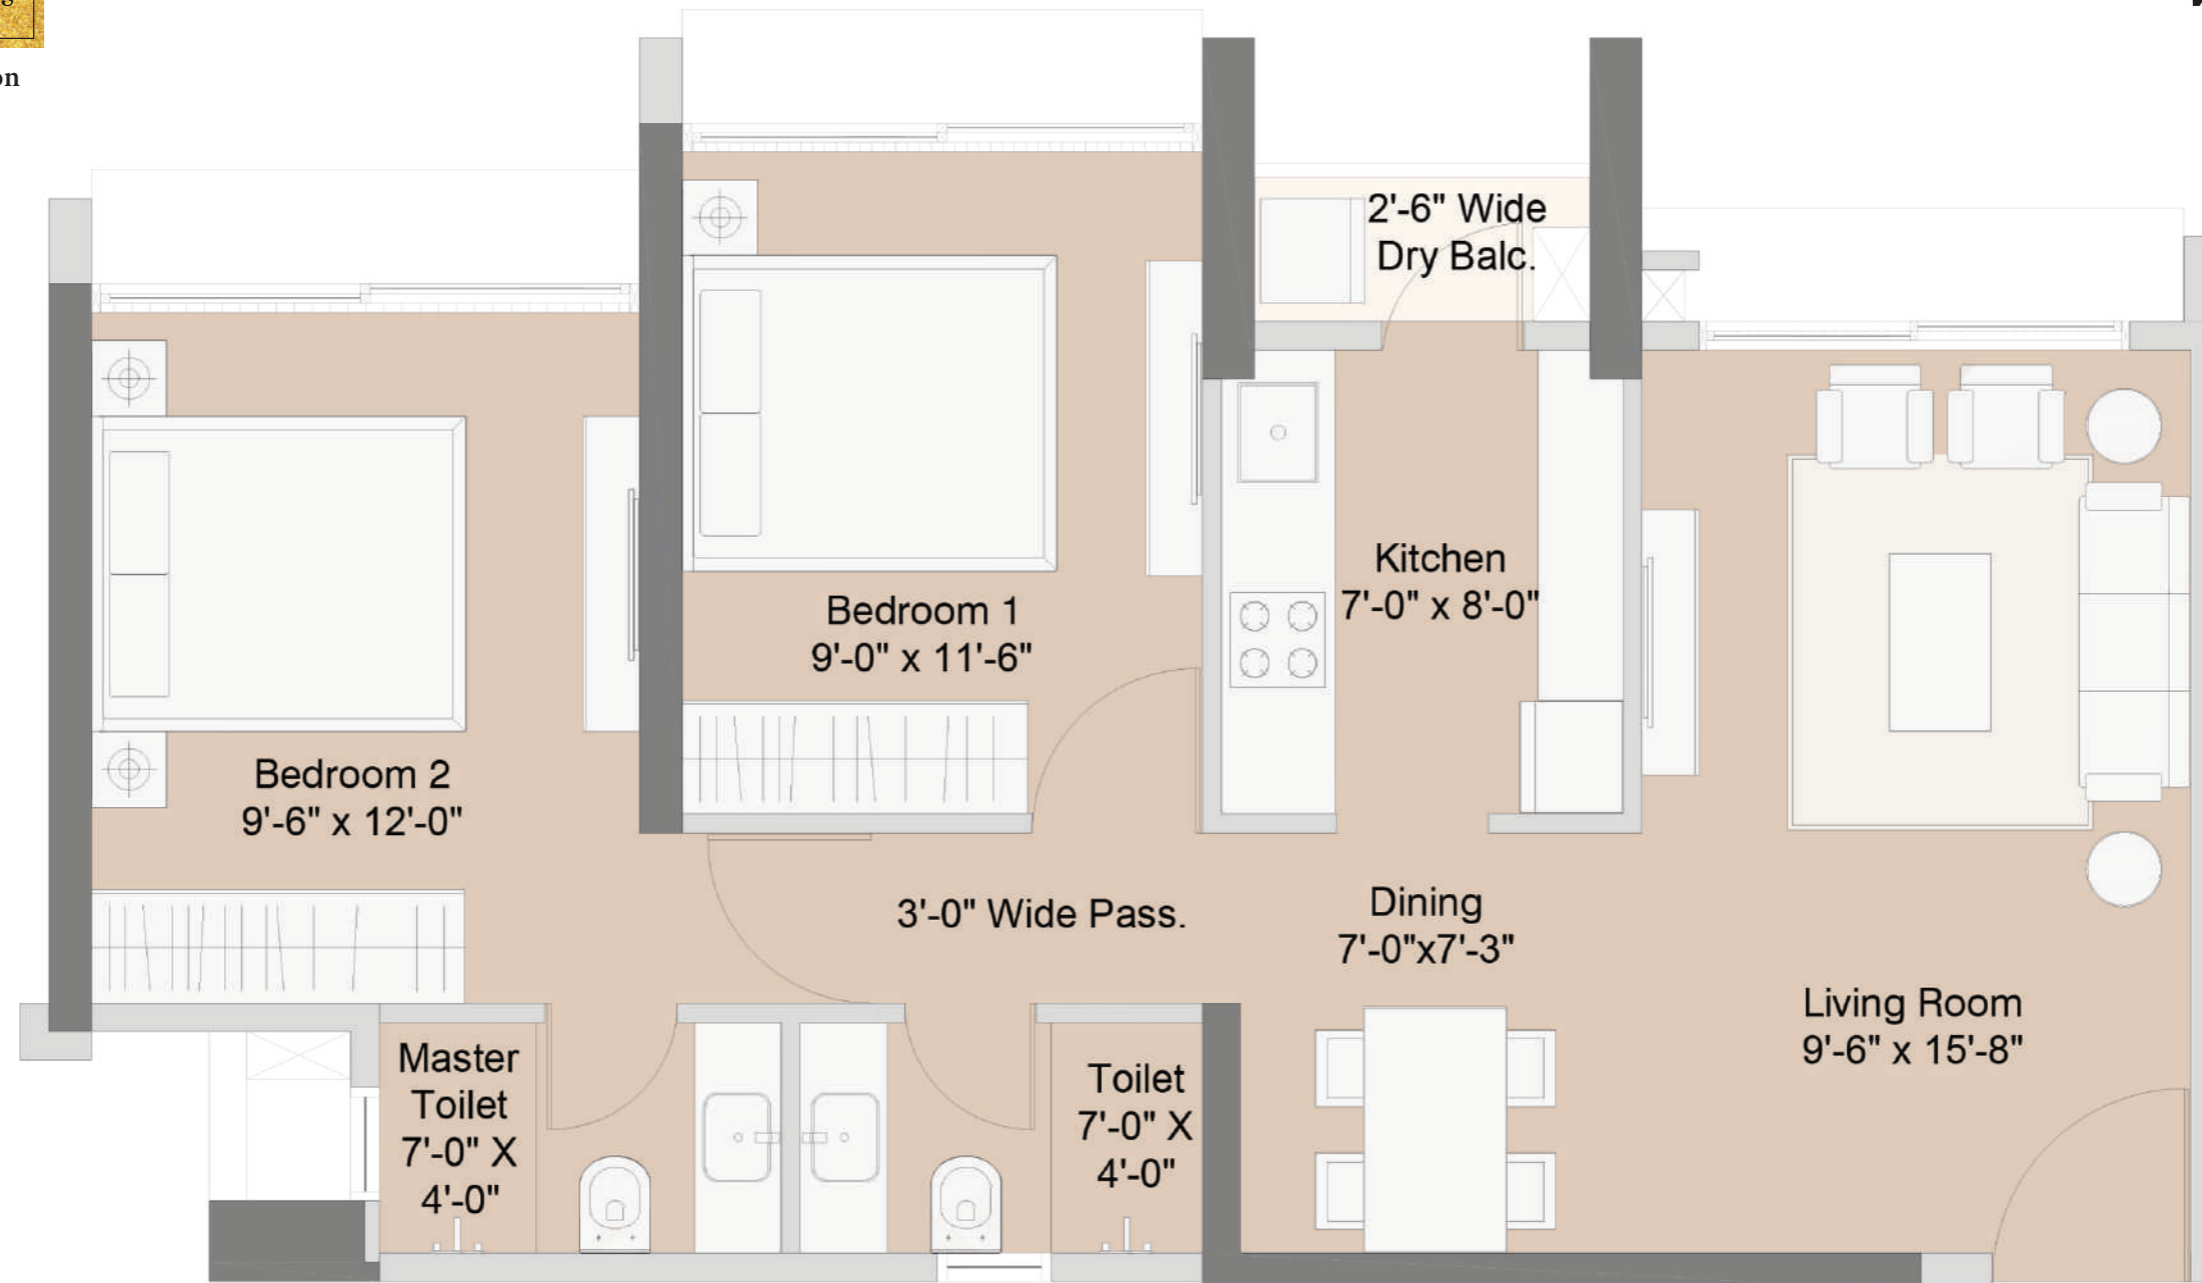 on
2'-6" Wide
Dry Balc.
Kitchen
7'-0" x 8'-0"
Bedroom 1
9'-0" x 11'-6"
Bedroom 2
9'-6" x 12'-0"
3'-0" Wide Pass.
Dining
7'-0"x7'-3"
Living Room
9'-6" x 15'-8"
Master
Toilet
7'-0" X
4'-0"
Toilet
7'-0" X
4'-0"